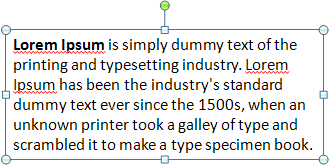 Lorem Ipsum is simply dummy text of the
printing and typesetting industry. Lorem
Ipsum has been the industry's standard
dummy text ever since the 1500s, when an
unknown printer took a galley of type and
scrambled it to make a type specimen book.